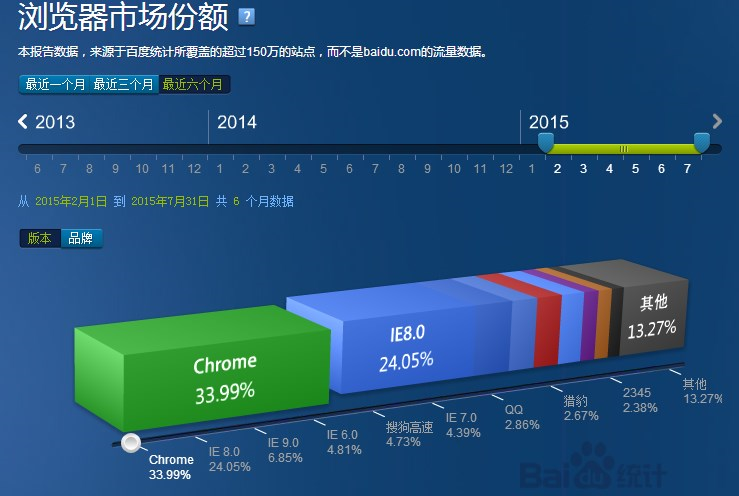 浏览器市场份额 ?
本报告数据，来源于百度统计所覆盖的超过150万的站点，而不是baidu.com的流量数据。
最近一个月 最近三个月 最近六个月
2013 2014 2015
6 7 8 9 10 11 12 1 2 3 4 5 6 7 8 9 10 11 12 1 2 3 4 5 6 7
从 2015年2月1日 到 2015年7月31日 共 6 个月数据
版本 品牌
Chrome
33.99%
IE8.0
24.05%
其他
13.27%
Chrome
33.99%
IE 8.0
24.05%
IE 9.0
6.85%
IE 6.0
4.81%
搜狗高速
4.73%
IE 7.0
4.39%
QQ
2.86%
猎豹
2.67%
2345
2.38%
其他
13.27%
Bai 统计